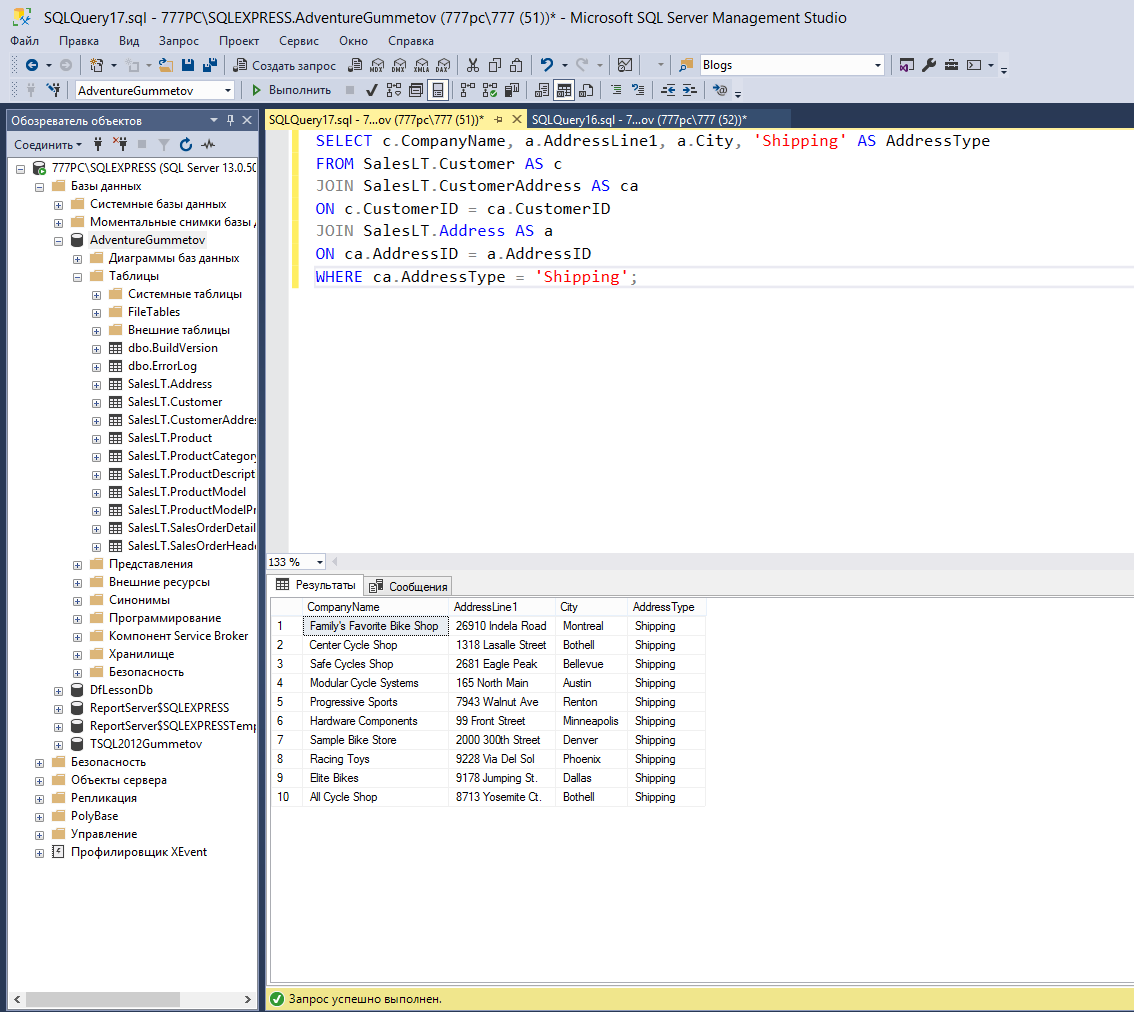 SQLQuery17.sql - 777PC\SQLEXPRESS.AdventureGummetov (777pc\777 (51))* - Microsoft SQL Server Management Studio
Файл Правка Вид Запрос Проект Сервис Окно Справка
Создать запрос MDX DMX XMLA DAX Blogs
AdventureGummetov Выполнить
Обозреватель объектов
Соединить
777PC\SQLEXPRESS (SQL Server 13.0.50
Базы данных
Системные базы данных
Моментальные снимки базы
AdventureGummetov
Диаграммы баз данных
Таблицы
Системные таблицы
FileTables
Внешние таблицы
dbo.BuildVersion
dbo.ErrorLog
SalesLT.Address
SalesLT.Customer
SalesLT.CustomerAddre
SalesLT.Product
SalesLT.ProductCategory
SalesLT.ProductDescript
SalesLT.ProductModel
SalesLT.ProductModelPr
SalesLT.SalesOrderDetail
SalesLT.SalesOrderHead
Представления
Внешние ресурсы
Синонимы
Программирование
Компонент Service Broker
Хранилище
Безопасность
DfLessonDb
ReportServer$SQLEXPRESS
ReportServer$SQLEXPRESSTemp
TSQL2012Gummetov
Безопасность
Объекты сервера
Репликация
PolyBase
Управление
Профилировщик XEvent
SQLQuery17.sql - 7...ov (777pc\777 (51))* SQLQuery16.sql - 7...ov (777pc\777 (52))*
SELECT c.CompanyName, a.AddressLine1, a.City, 'Shipping' AS AddressType
FROM SalesLT.Customer AS c
JOIN SalesLT.CustomerAddress AS ca
ON c.CustomerID = ca.CustomerID
JOIN SalesLT.Address AS a
ON ca.AddressID = a.AddressID
WHERE ca.AddressType = 'Shipping';
133 %
Результаты Сообщения
CompanyName AddressLine1 City AddressType
1 Family's Favorite Bike Shop 26910 Indela Road Montreal Shipping
2 Center Cycle Shop 1318 Lasalle Street Bothell Shipping
3 Safe Cycles Shop 2681 Eagle Peak Bellevue Shipping
4 Modular Cycle Systems 165 North Main Austin Shipping
5 Progressive Sports 7943 Walnut Ave Renton Shipping
6 Hardware Components 99 Front Street Minneapolis Shipping
7 Sample Bike Store 2000 300th Street Denver Shipping
8 Racing Toys 9228 Via Del Sol Phoenix Shipping
9 Elite Bikes 9178 Jumping St. Dallas Shipping
10 All Cycle Shop 8713 Yosemite Ct. Bothell Shipping
Запрос успешно выполнен.